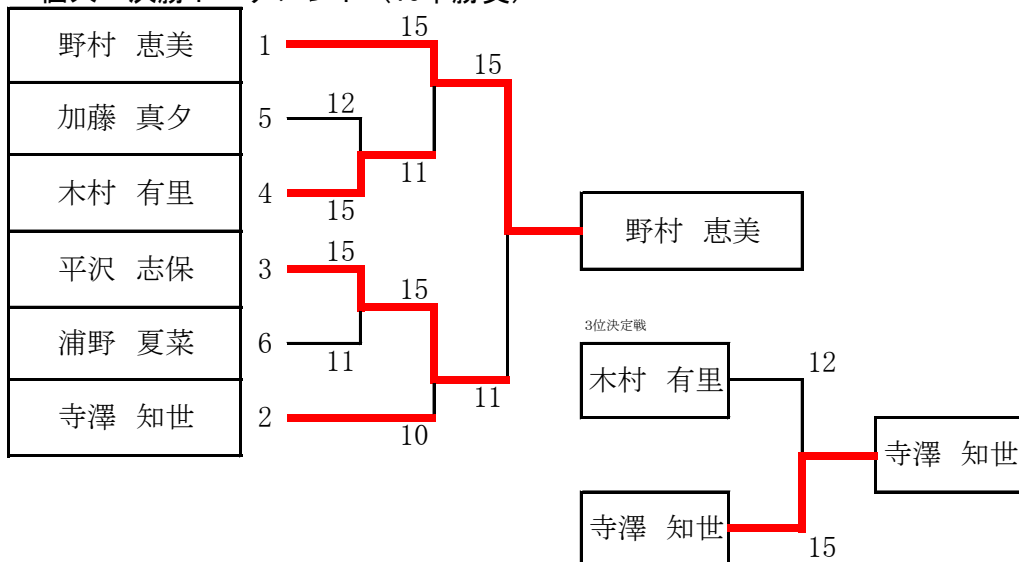 野村 恵美 1 15
15
加藤 真夕 5 12
11
木村 有里 4 15
野村 恵美
平沢 志保 3 15
15
3位決定戦
浦野 夏菜 6 11
木村 有里 12
11
寺澤 知世 2 10
寺澤 知世
寺澤 知世 15